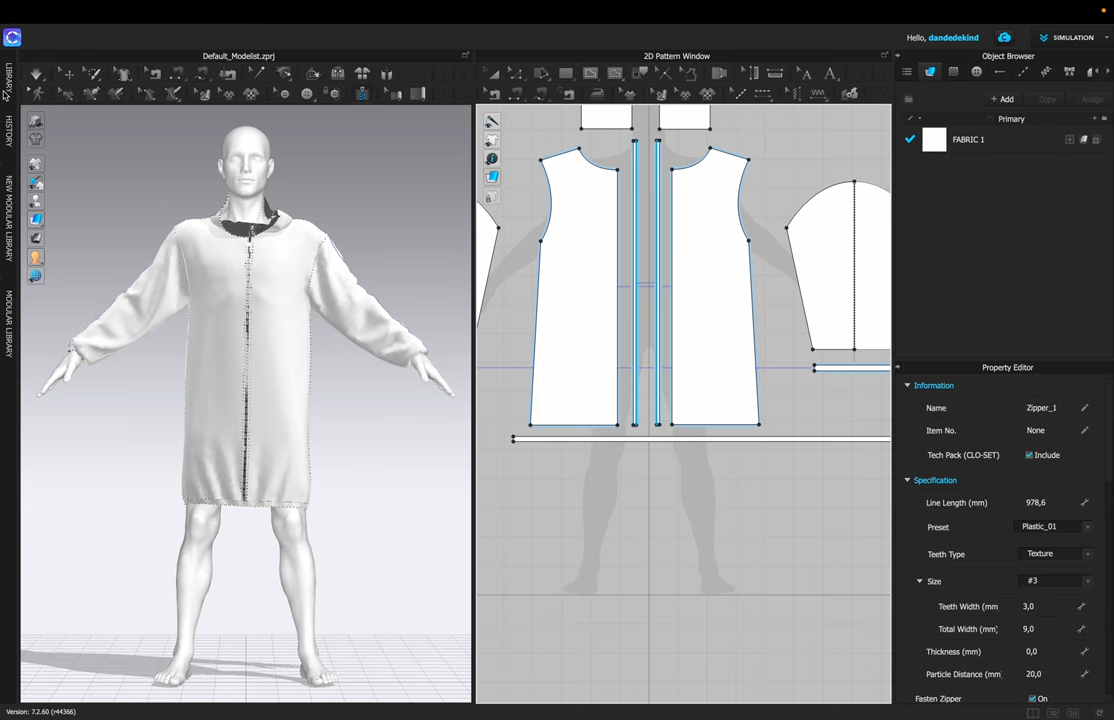 Hello, dandedekind
SIMULATION
Default_Modelist.zprj
2D Pattern Window
Object Browser
LIBRARY
HISTORY
NEW MODULAR LIBRARY
MODULAR LIBRARY
+ Add
Copy
Assign
Primary
FABRIC 1
Property Editor
Information
Name Zipper_1
Item No. None
Tech Pack (CLO-SET) Include
Specification
Line Length (mm) 978,6
Preset Plastic_01
Teeth Type Texture
Size #3
Teeth Width (mm 3,0
Total Width (mm) 9,0
Thickness (mm) 0,0
Particle Distance (mm 20,0
Fasten Zipper On
Version: 7.2.60 (r44366)
3D
2D